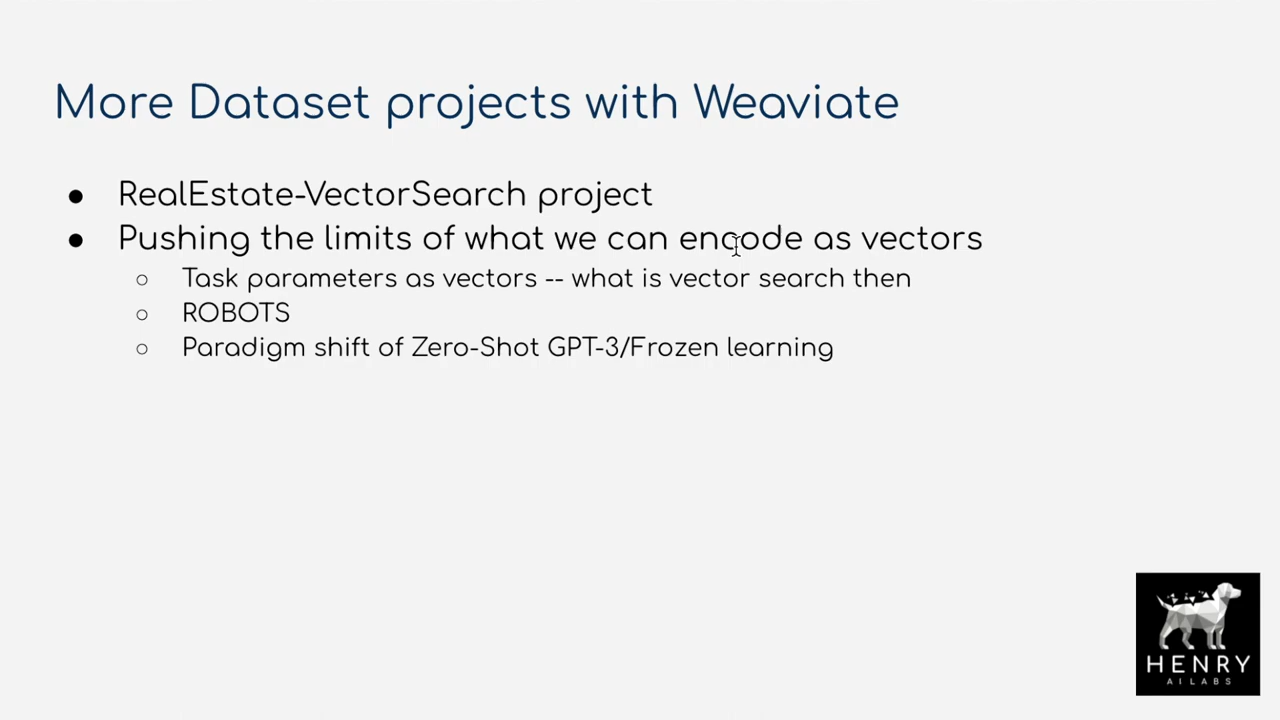 More Dataset projects with Weaviate
● RealEstate-VectorSearch project
● Pushing the limits of what we can encode as vectors
○ Task parameters as vectors -- what is vector search then
○ ROBOTS
○ Paradigm shift of Zero-Shot GPT-3/Frozen learning
HENRY
AI LABS